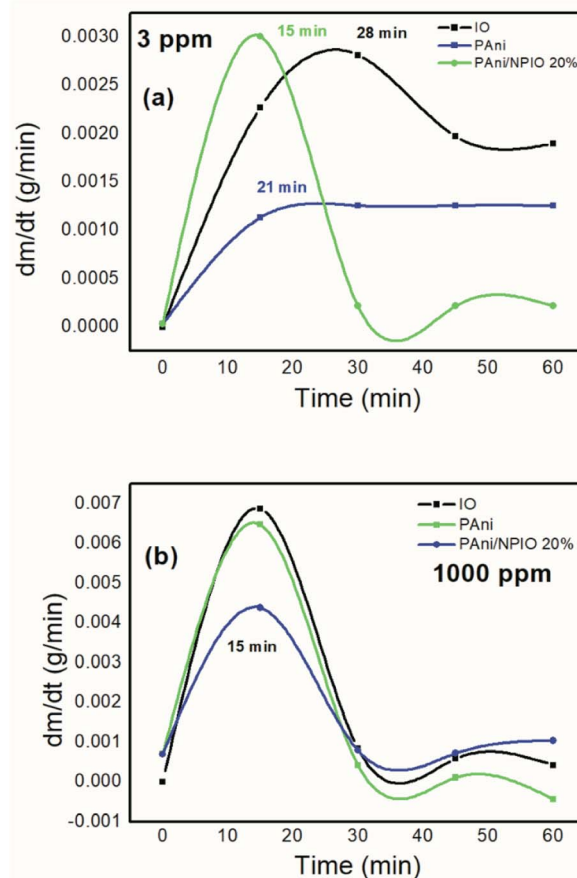 3 ppm
(a)
15 min
28 min
21 min
IO
PAni
PAni/NPIO 20%
dm/dt (g/min)
0.0030
0.0025
0.0020
0.0015
0.0010
0.0005
0.0000
0 10 20 30 40 50 60
Time (min)
(b)
IO
PAni
PAni/NPIO 20%
1000 ppm
15 min
dm/dt (g/min)
0.007
0.006
0.005
0.004
0.003
0.002
0.001
0.000
-0.001
0 10 20 30 40 50 60
Time (min)